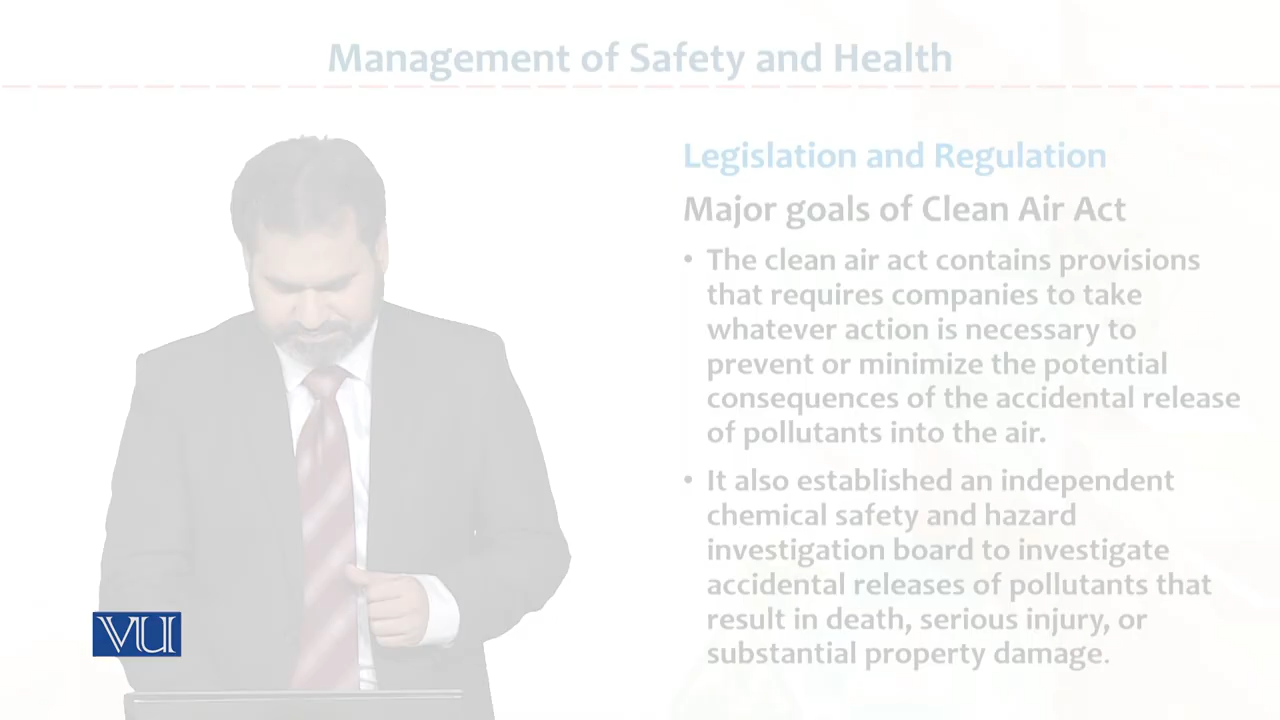 Management of Safety and Health
Legislation and Regulation
Major goals of Clean Air Act
• The clean air act contains provisions
that requires companies to take
whatever action is necessary to
prevent or minimize the potential
consequences of the accidental release
of pollutants into the air.
• It also established an independent
chemical safety and hazard
investigation board to investigate
accidental releases of pollutants that
result in death, serious injury, or
substantial property damage.
VU